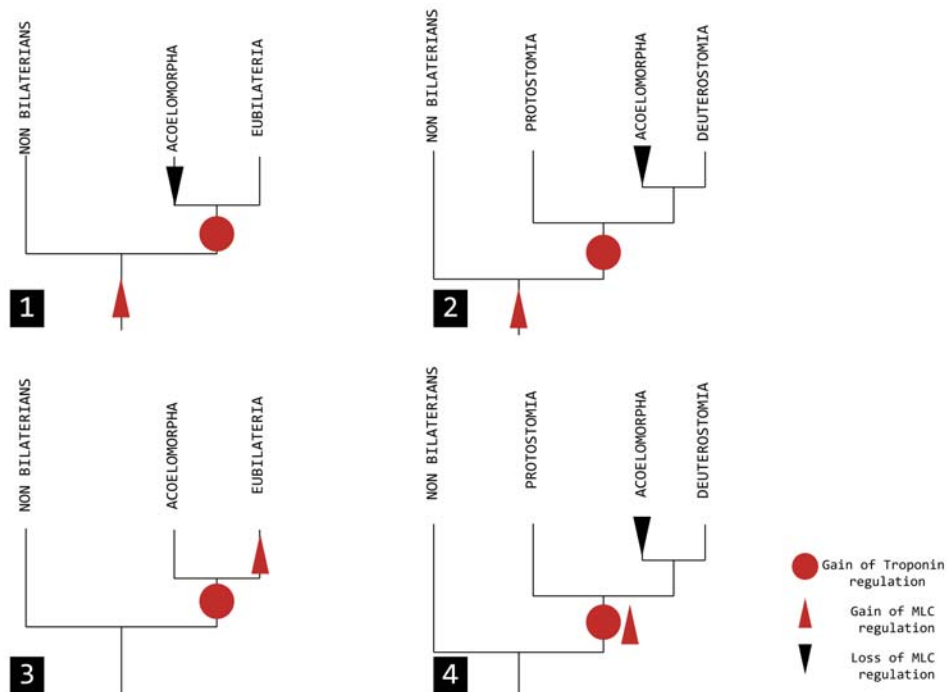 NON BILATERIANS
ACOELOMORPHA
EUBILATERIA
1
NON BILATERIANS
PROTOSTOMIA
ACOELOMORPHA
DEUTEROSTOMIA
2
NON BILATERIANS
ACOELOMORPHA
EUBILATERIA
3
NON BILATERIANS
PROTOSTOMIA
ACOELOMORPHA
DEUTEROSTOMIA
4
Gain of Troponin
regulation
Gain of MLC
regulation
Loss of MLC
regulation